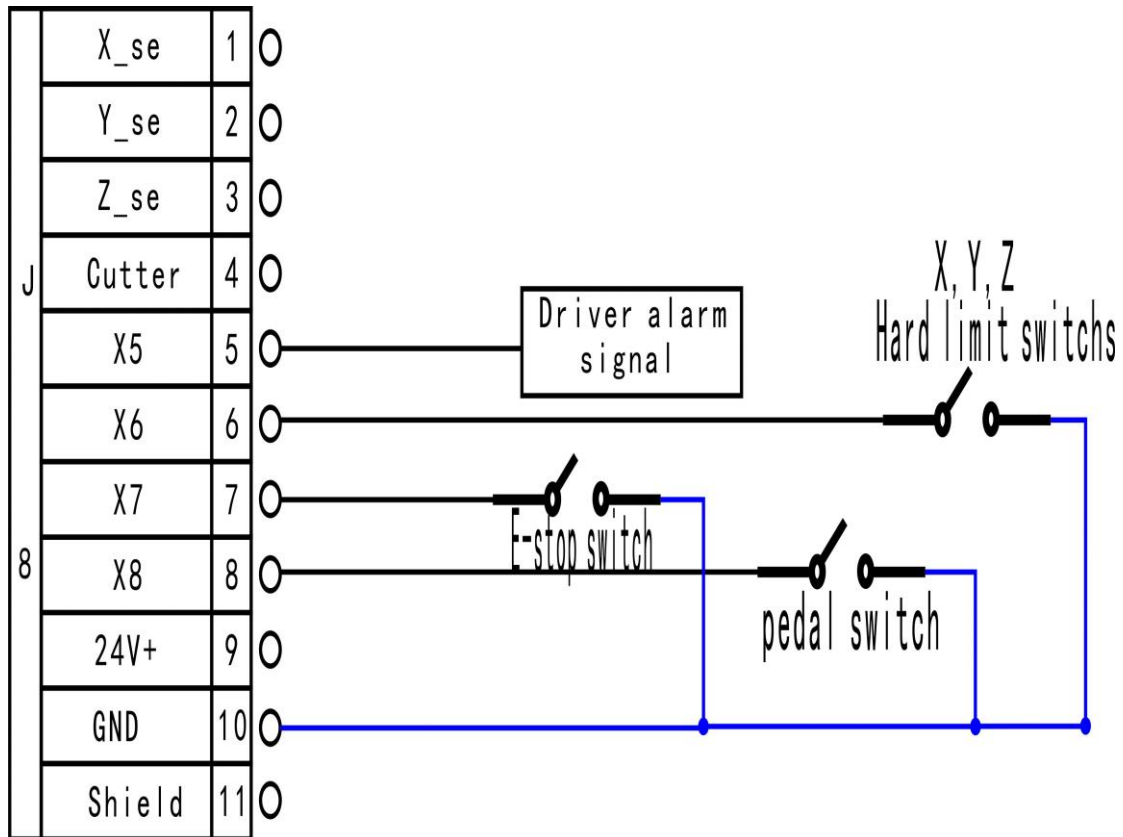 J 8
X_se 1
Y_se 2
Z_se 3
Cutter 4
X5 5
X6 6
X7 7
X8 8
24V+ 9
GND 10
Shield 11
Driver alarm
signal
X, Y, Z
Hard limit switchs
E-stop switch
pedal switch